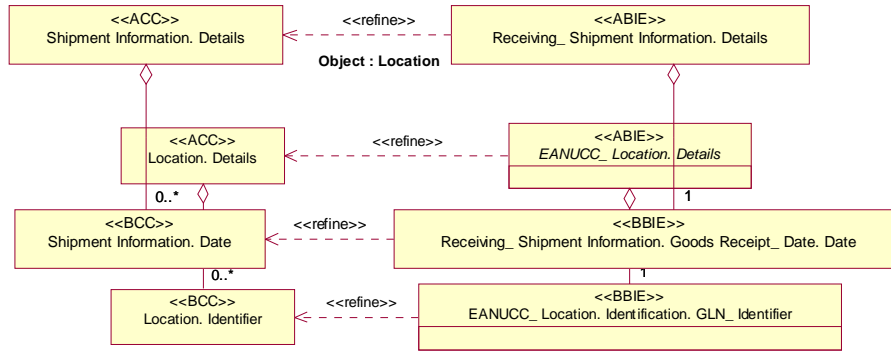 <<ACC>>
Shipment Information. Details
<<refine>>
<<ABIE>>
Receiving_ Shipment Information. Details
Object : Location
<<ACC>>
Location. Details
<<refine>>
<<ABIE>>
EANUCC_ Location. Details
0..*
1
<<BCC>>
Shipment Information. Date
<<refine>>
<<BBIE>>
Receiving_ Shipment Information. Goods Receipt_ Date. Date
0..*
1
<<BCC>>
Location. Identifier
<<refine>>
<<BBIE>>
EANUCC_ Location. Identification. GLN_ Identifier